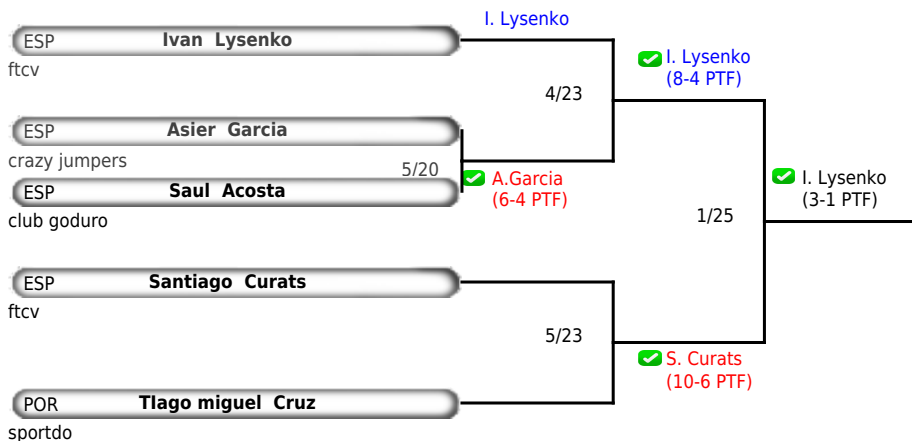 I. Lysenko
ESP Ivan Lysenko
ftcv
I. Lysenko
(8-4 PTF)
4/23
ESP Asier Garcia
crazy jumpers
5/20
A.Garcia
(6-4 PTF)
I. Lysenko
(3-1 PTF)
ESP Saul Acosta
club goduro
1/25
ESP Santiago Curats
ftcv
5/23
S. Curats
(10-6 PTF)
POR TIago miguel Cruz
sportdo